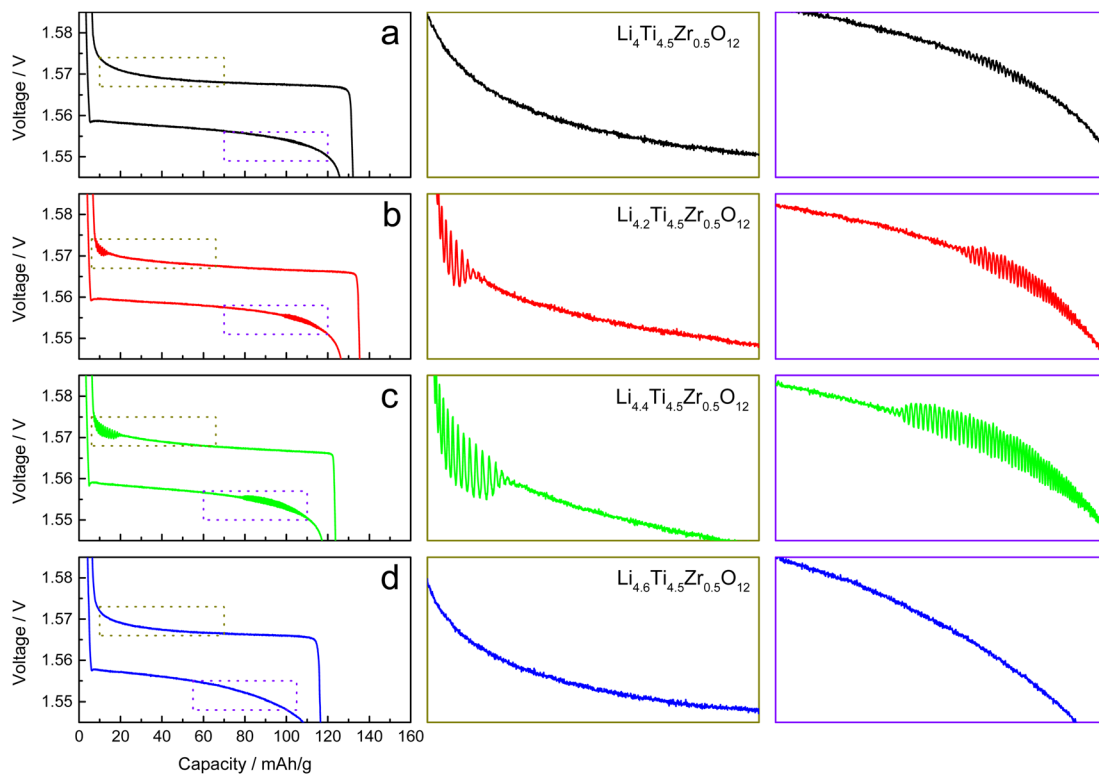 a
Voltage / V
1.58
1.57
1.56
1.55
Li₄Ti₄.₅Zr₀.₅O₁₂
b
Voltage / V
1.58
1.57
1.56
1.55
Li₄.₂Ti₄.₅Zr₀.₅O₁₂
c
Voltage / V
1.58
1.57
1.56
1.55
Li₄.₄Ti₄.₅Zr₀.₅O₁₂
d
Voltage / V
1.58
1.57
1.56
1.55
Li₄.₆Ti₄.₅Zr₀.₅O₁₂
0 20 40 60 80 100 120 140 160
Capacity / mAh/g